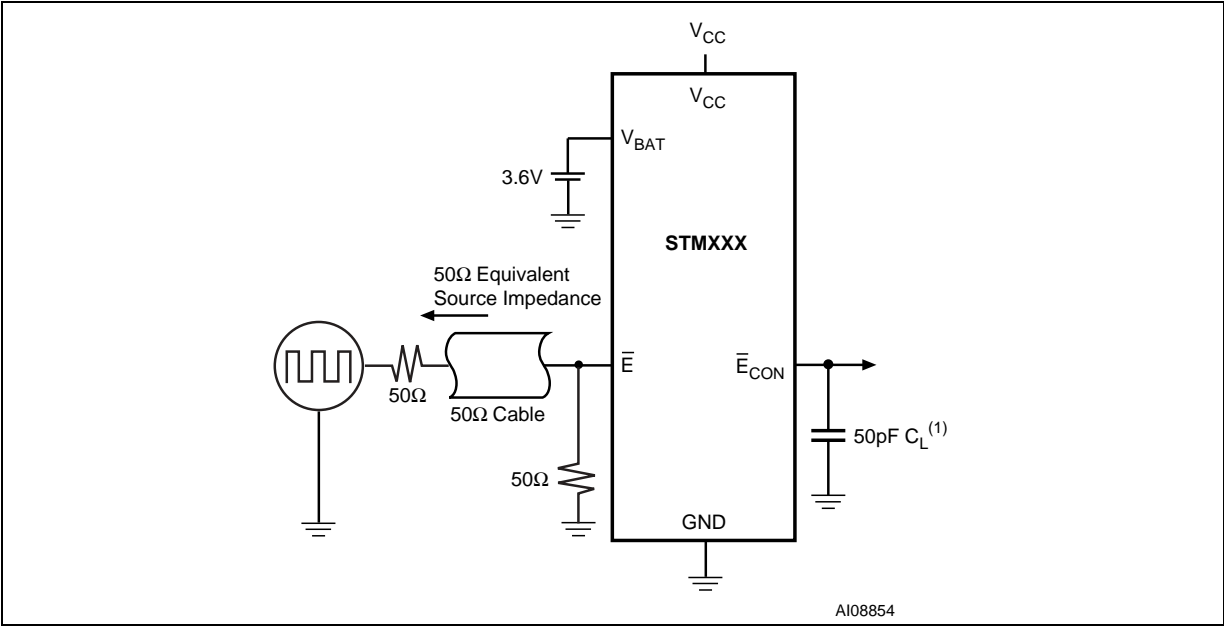 V_CC
V_CC
V_BAT
3.6V
STMXXX
50Ω Equivalent
Source Impedance
E̅
E̅_CON
50Ω
50Ω Cable
50pF C_L^(1)
50Ω
GND
AI08854